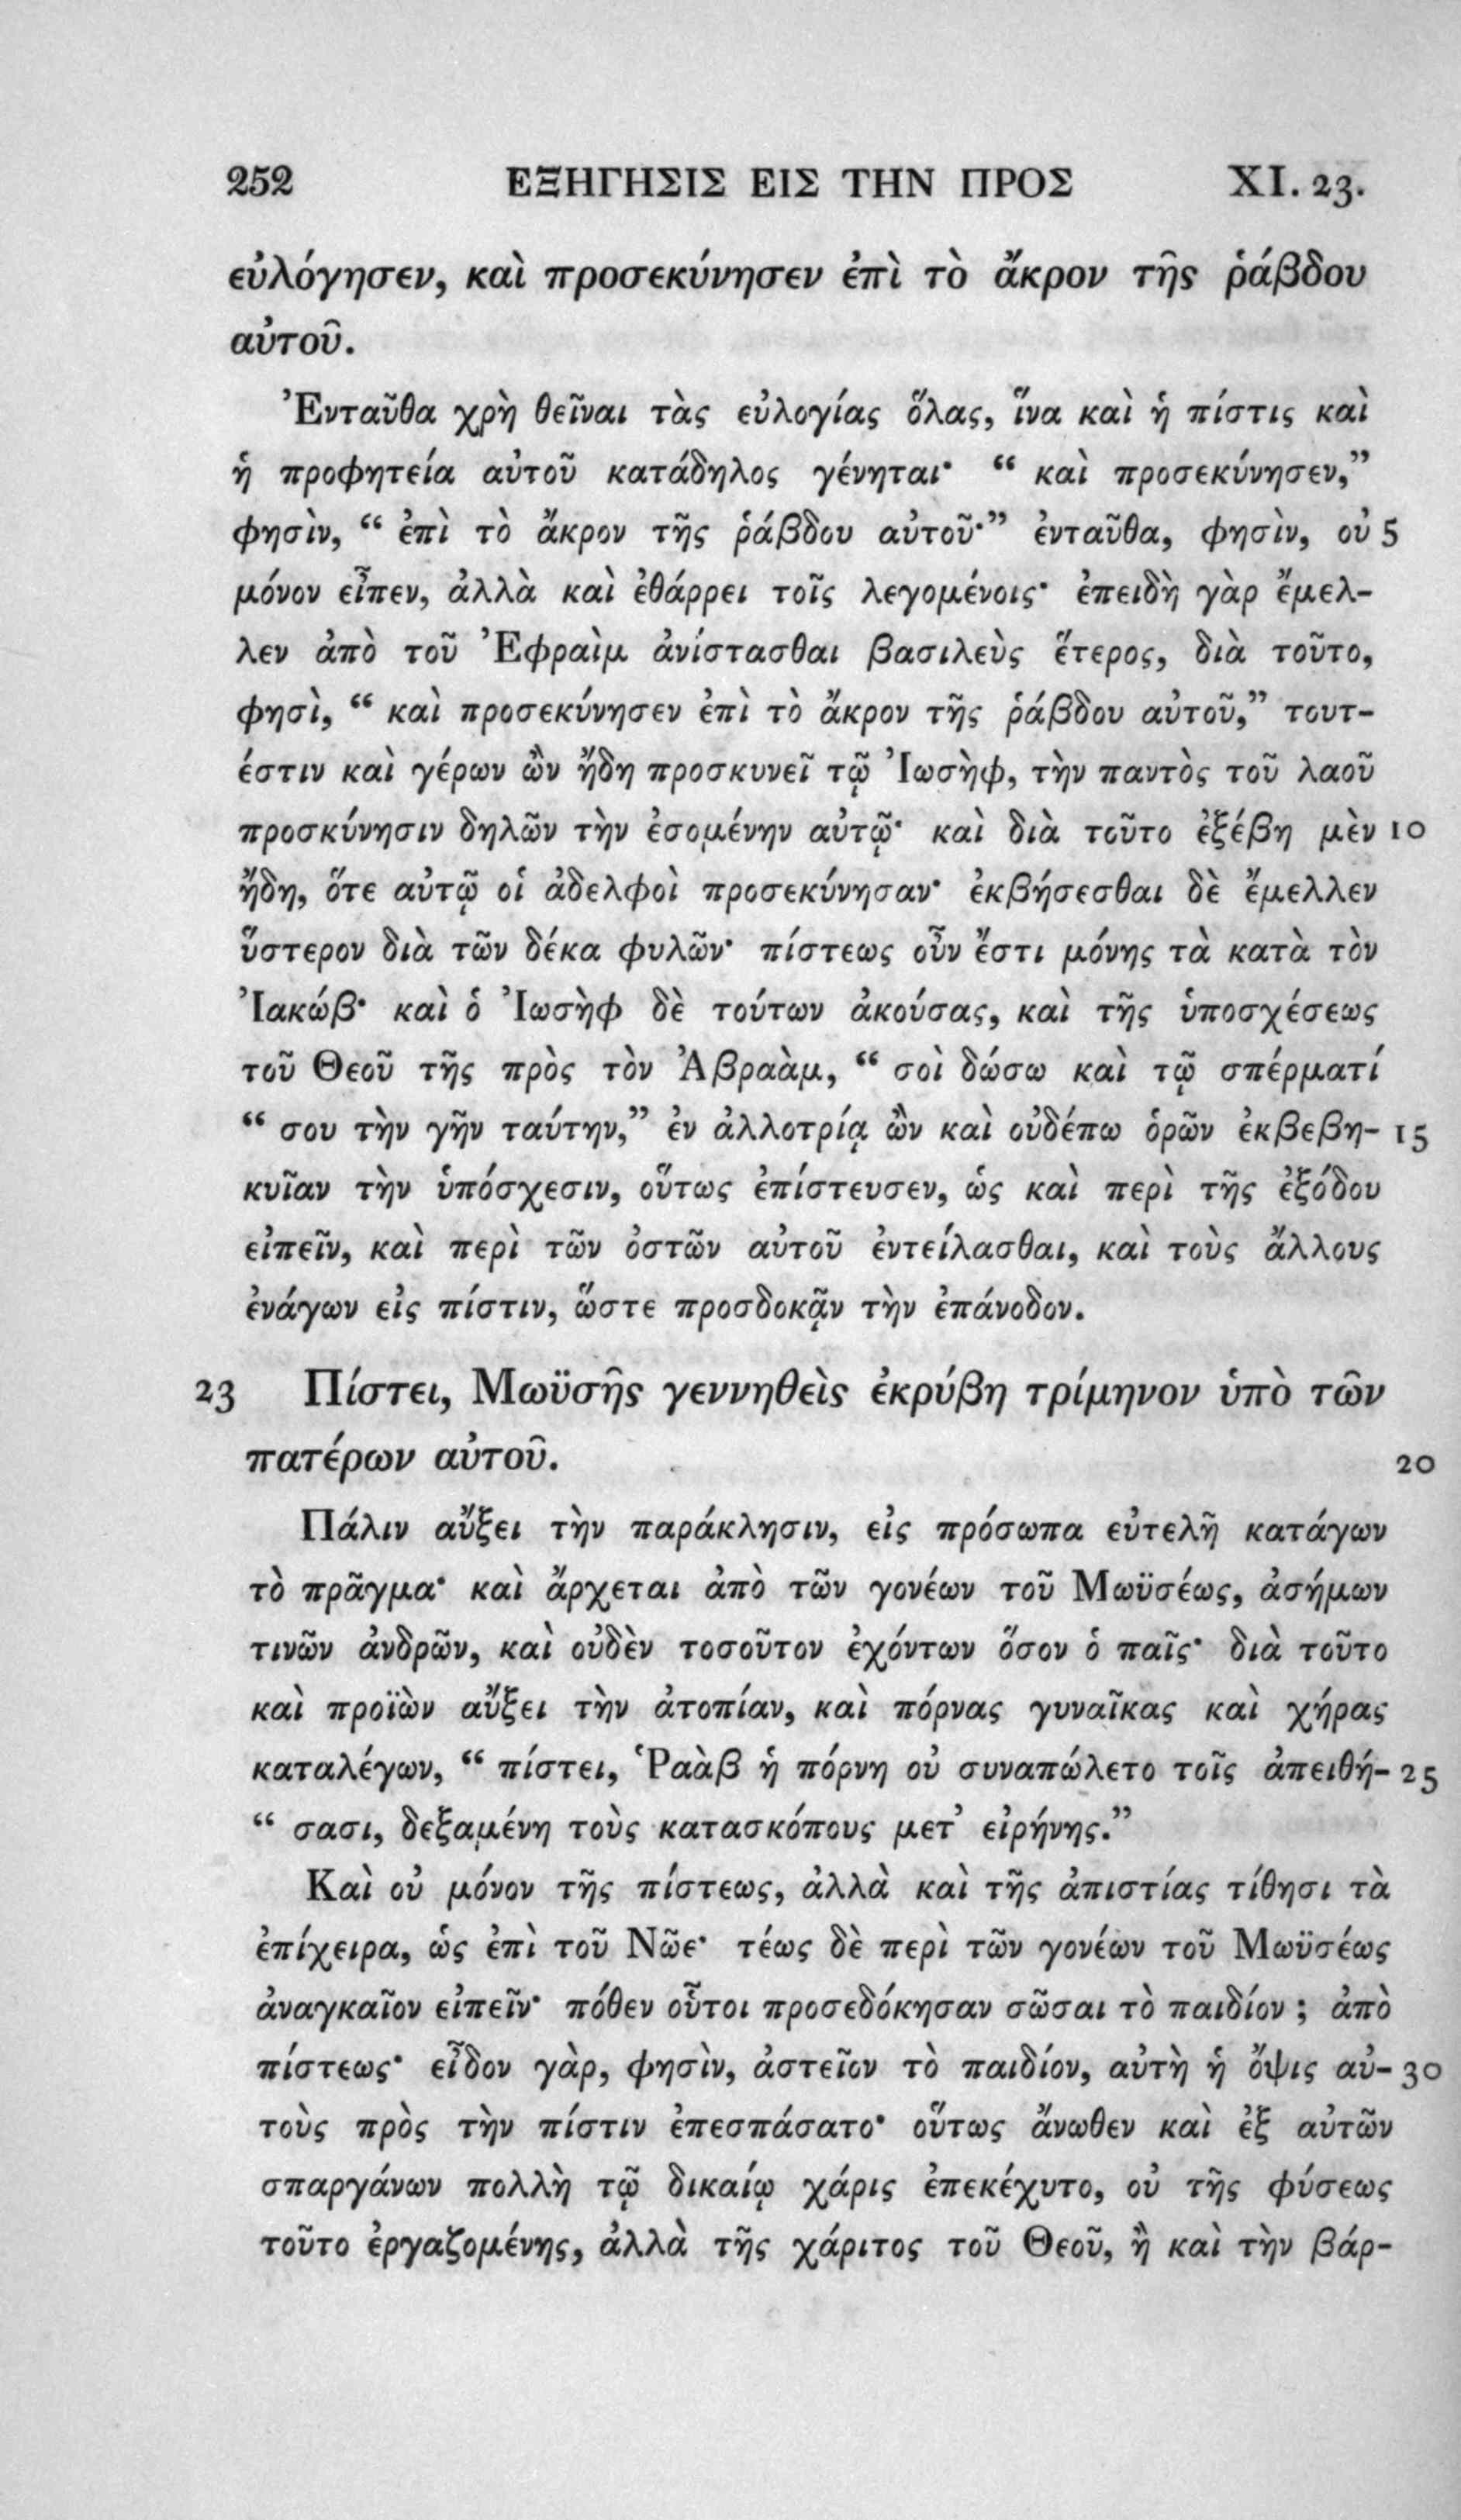 252 ΕΞΗΓΗΣΙΣ ΕΙΣ ΤΗΝ ΠΡΟΣ XI. 23.
εὐλόγησεν, καὶ προσεκύνησεν ἐπὶ τὸ ἄκρον τῆς ῥάβδου
αὐτοῦ.
Ἐνταῦθα χρὴ θεῖναι τὰς εὐλογίας ὅλας, ἵνα καὶ ἡ πίστις καὶ
ἡ προφητεία αὐτοῦ κατάδηλος γένηται· “ καὶ προσεκύνησεν,”
φησὶν, “ ἐπὶ τὸ ἄκρον τῆς ῥάβδου αὐτοῦ·” ἐνταῦθα, φησὶν, οὐ 5
μόνον εἶπεν, ἀλλὰ καὶ ἐθάρρει τοῖς λεγομένοις· ἐπειδὴ γὰρ ἔμελ-
λεν ἀπὸ τοῦ Ἐφραὶμ ἀνίστασθαι βασιλεὺς ἕτερος, διὰ τοῦτο,
φησὶ, “ καὶ προσεκύνησεν ἐπὶ τὸ ἄκρον τῆς ῥάβδου αὐτοῦ,” τουτ-
έστιν καὶ γέρων ὢν ἤδη προσκυνεῖ τῷ Ἰωσὴφ, τὴν παντὸς τοῦ λαοῦ
προσκύνησιν δηλῶν τὴν ἐσομένην αὐτῷ· καὶ διὰ τοῦτο ἐξέβη μὲν 10
ἤδη, ὅτε αὐτῷ οἱ ἀδελφοὶ προσεκύνησαν· ἐκβήσεσθαι δὲ ἔμελλεν
ὕστερον διὰ τῶν δέκα φυλῶν· πίστεως οὖν ἔστι μόνης τὰ κατὰ τὸν
Ἰακώβ· καὶ ὁ Ἰωσὴφ δὲ τούτων ἀκούσας, καὶ τῆς ὑποσχέσεως
τοῦ Θεοῦ τῆς πρὸς τὸν Ἀβραὰμ, “ σοὶ δώσω καὶ τῷ σπέρματί
“ σου τὴν γῆν ταύτην,” ἐν ἀλλοτρίᾳ ὢν καὶ οὐδέπω ὁρῶν ἐκβεβη- 15
κυῖαν τὴν ὑπόσχεσιν, οὕτως ἐπίστευσεν, ὡς καὶ περὶ τῆς ἐξόδου
εἰπεῖν, καὶ περὶ τῶν ὀστῶν αὐτοῦ ἐντείλασθαι, καὶ τοὺς ἄλλους
ἐνάγων εἰς πίστιν, ὥστε προσδοκᾷν τὴν ἐπάνοδον.
23 Πίστει, Μωϋσῆς γεννηθεὶς ἐκρύβη τρίμηνον ὑπὸ τῶν
πατέρων αὐτοῦ. 20
Πάλιν αὔξει τὴν παράκλησιν, εἰς πρόσωπα εὐτελῆ κατάγων
τὸ πρᾶγμα· καὶ ἄρχεται ἀπὸ τῶν γονέων τοῦ Μωϋσέως, ἀσήμων
τινῶν ἀνδρῶν, καὶ οὐδὲν τοσοῦτον ἐχόντων ὅσον ὁ παῖς· διὰ τοῦτο
καὶ προϊὼν αὔξει τὴν ἀτοπίαν, καὶ πόρνας γυναῖκας καὶ χήρας
καταλέγων, “ πίστει, Ῥαὰβ ἡ πόρνη οὐ συναπώλετο τοῖς ἀπειθή- 25
“ σασι, δεξαμένη τοὺς κατασκόπους μετ’ εἰρήνης.”
Καὶ οὐ μόνον τῆς πίστεως, ἀλλὰ καὶ τῆς ἀπιστίας τίθησι τὰ
ἐπίχειρα, ὡς ἐπὶ τοῦ Νῶε· τέως δὲ περὶ τῶν γονέων τοῦ Μωϋσέως
ἀναγκαῖον εἰπεῖν· πόθεν οὗτοι προσεδόκησαν σῶσαι τὸ παιδίον ; ἀπὸ
πίστεως· εἶδον γὰρ, φησὶν, ἀστεῖον τὸ παιδίον, αὐτὴ ἡ ὄψις αὐ- 30
τοὺς πρὸς τὴν πίστιν ἐπεσπάσατο· οὕτως ἄνωθεν καὶ ἐξ αὐτῶν
σπαργάνων πολλὴ τῷ δικαίῳ χάρις ἐπεκέχυτο, οὐ τῆς φύσεως
τοῦτο ἐργαζομένης, ἀλλὰ τῆς χάριτος τοῦ Θεοῦ, ἣ καὶ τὴν βάρ-